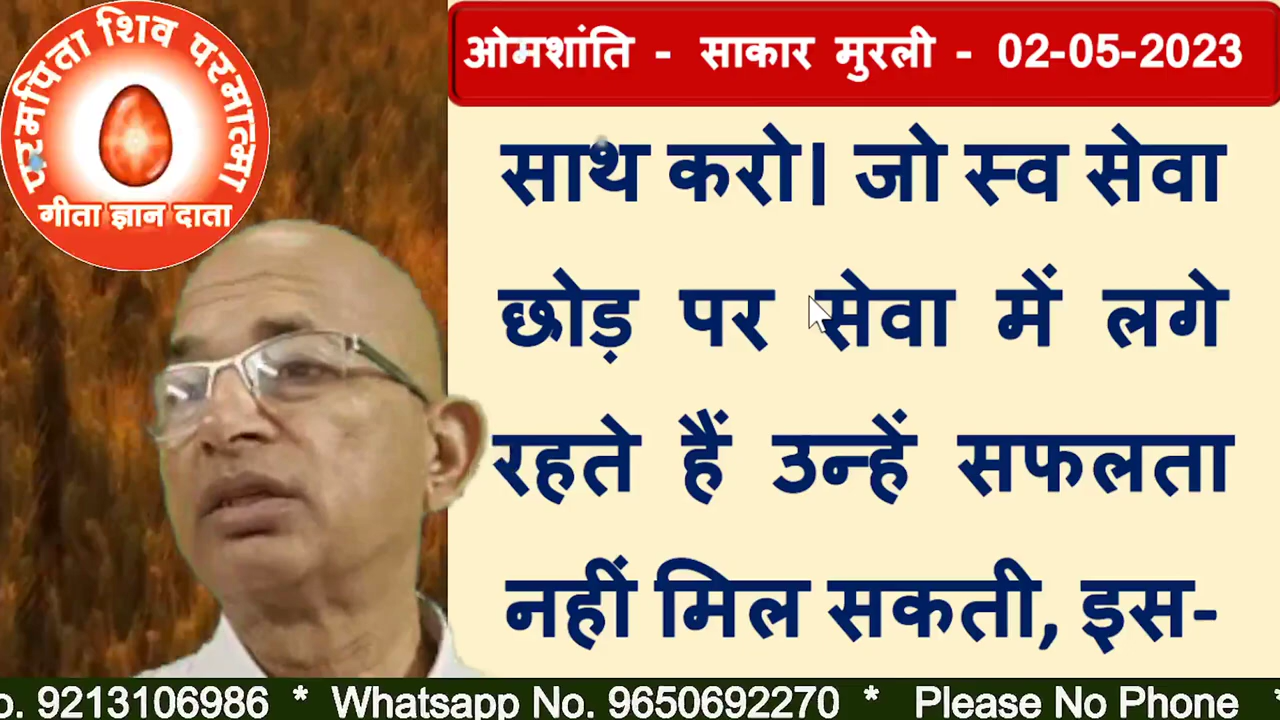 परमपिता शिव परमात्मा
गीता ज्ञान दाता
ओमशांति - साकार मुरली - 02-05-2023
साथ करो। जो स्व सेवा
छोड़ पर सेवा में लगे
रहते हैं उन्हें सफलता
नहीं मिल सकती, इस-
o. 9213106986 * Whatsapp No. 9650692270 * Please No Phone *